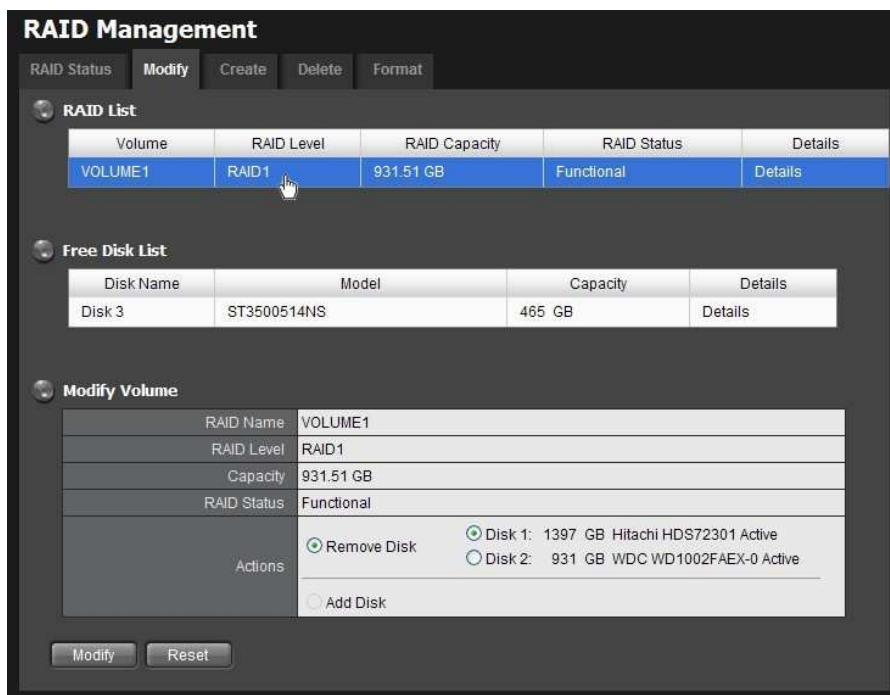 RAID Management
RAID Status Modify Create Delete Format
RAID List
Volume RAID Level RAID Capacity RAID Status Details
VOLUME1 RAID1 931.51 GB Functional Details
Free Disk List
Disk Name Model Capacity Details
Disk 3 ST3500514NS 465 GB Details
Modify Volume
RAID Name VOLUME1
RAID Level RAID1
Capacity 931.51 GB
RAID Status Functional
Actions
Remove Disk
Disk 1: 1397 GB Hitachi HDS72301 Active
Disk 2: 931 GB WDC WD1002FAEX-0 Active
Add Disk
Modify Reset